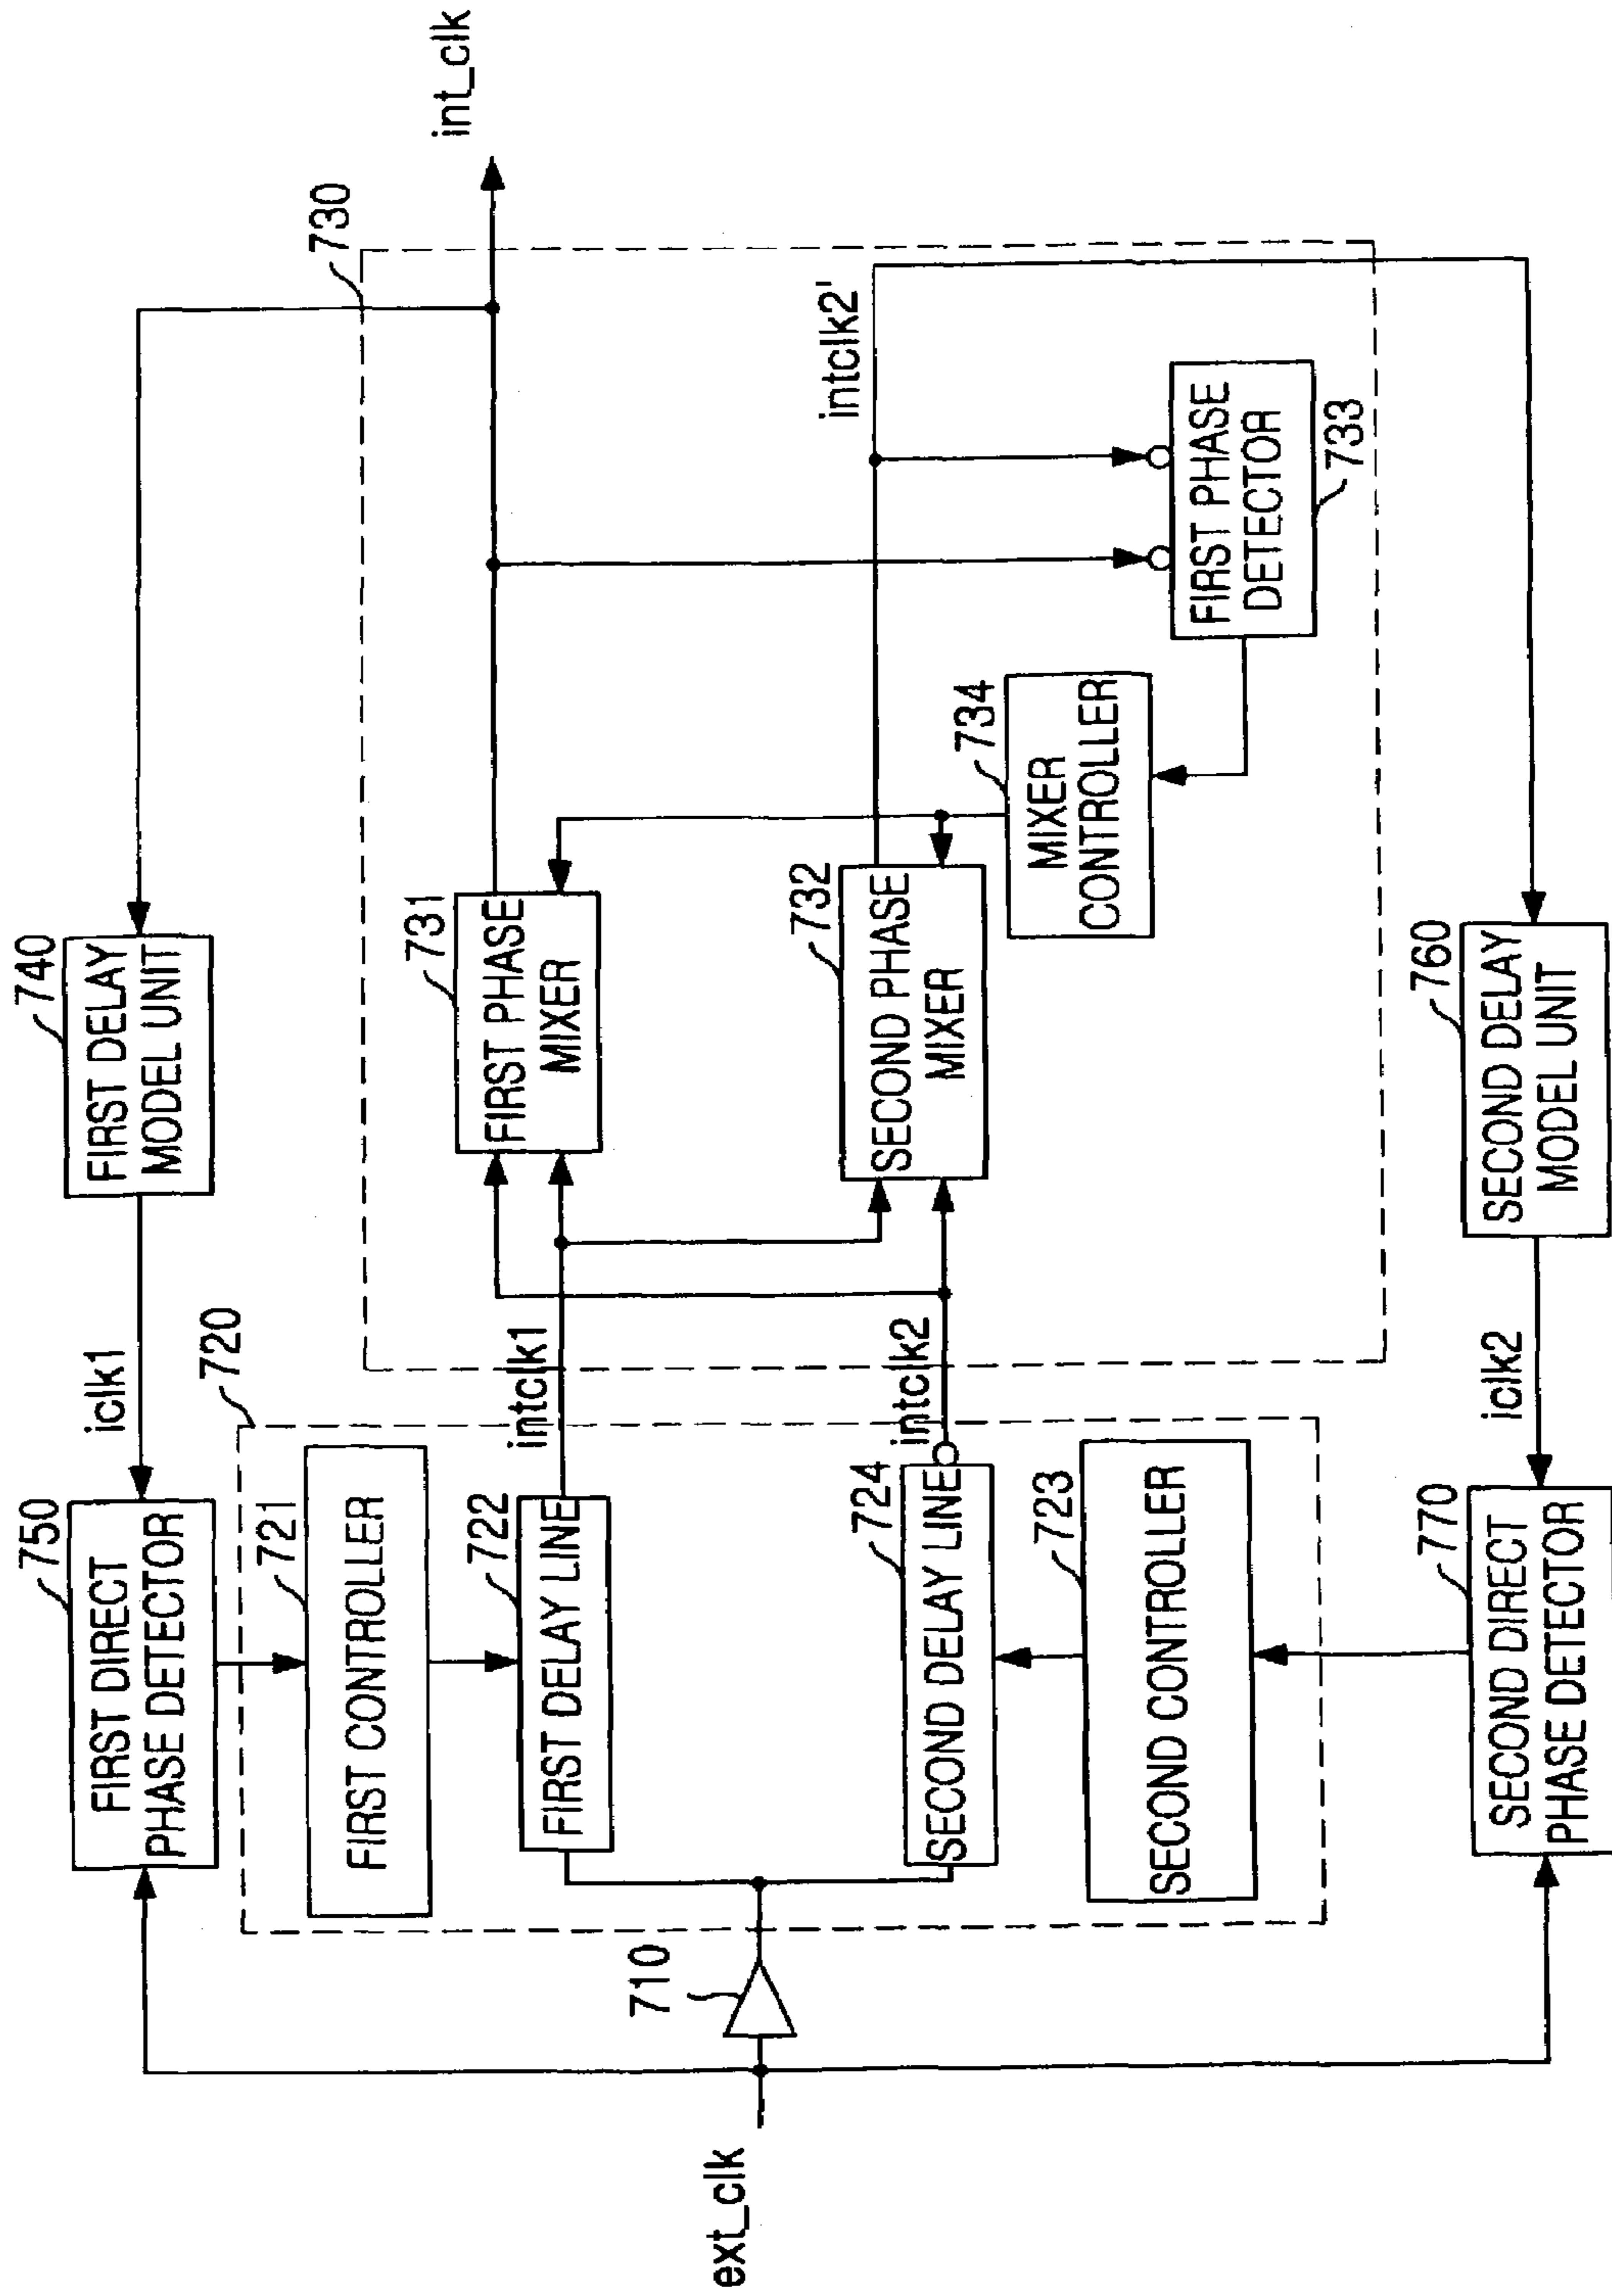 740
FIRST DELAY
MODEL UNIT
iclk1
750
FIRST DIRECT
PHASE DETECTOR
720
721
FIRST CONTROLLER
722
FIRST DELAY LINE
intclk1
724
SECOND DELAY LINE
intclk2
723
SECOND CONTROLLER
710
ext_clk
730
int_clk
731
FIRST PHASE
MIXER
732
SECOND PHASE
MIXER
intclk2'
734
MIXER
CONTROLLER
FIRST PHASE
DETECTOR
733
760
SECOND DELAY
MODEL UNIT
iclk2
770
SECOND DIRECT
PHASE DETECTOR